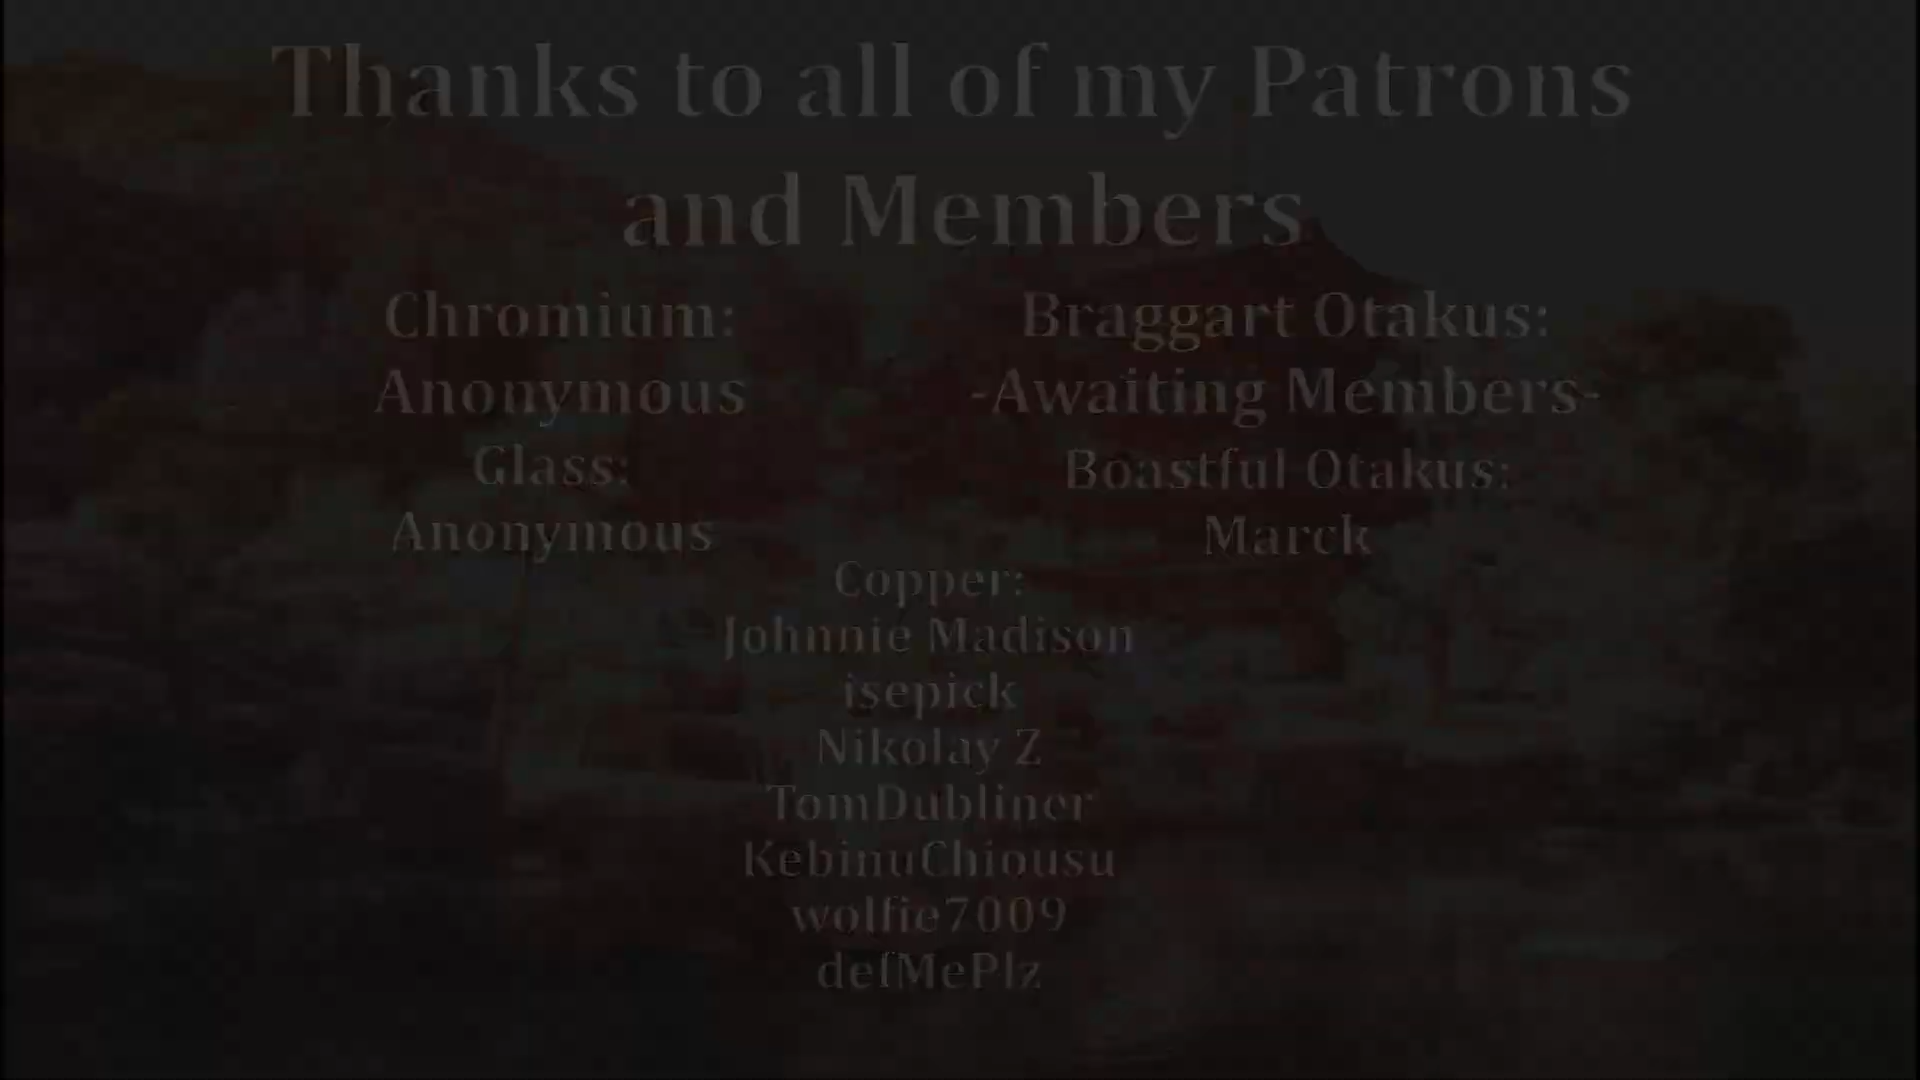 Thanks to all of my Patrons
and Members
Chromium:
Anonymous
Glass:
Anonymous
Braggart Otakus:
-Awaiting Members-
Boastful Otakus:
Marck
Copper:
Johnnie Madison
isepick
Nikolay Z
TomDubliner
KebinuChiousu
wolfie7009
defMePlz